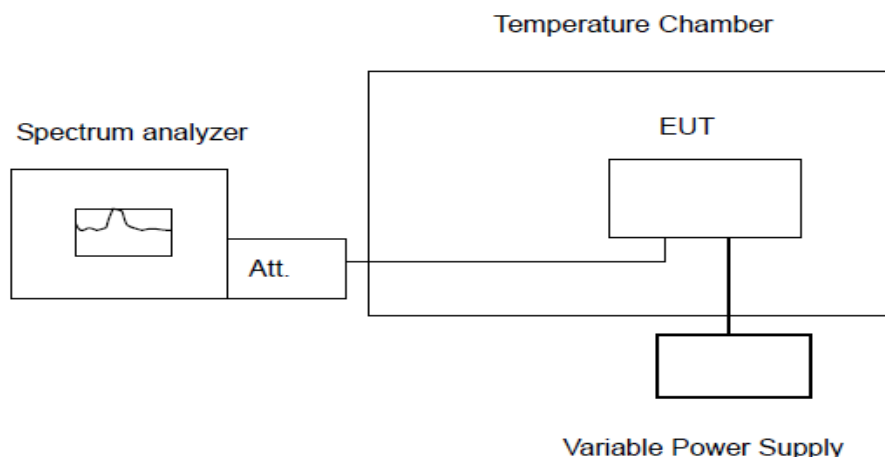 Temperature Chamber
Spectrum analyzer
EUT
Att.
Variable Power Supply